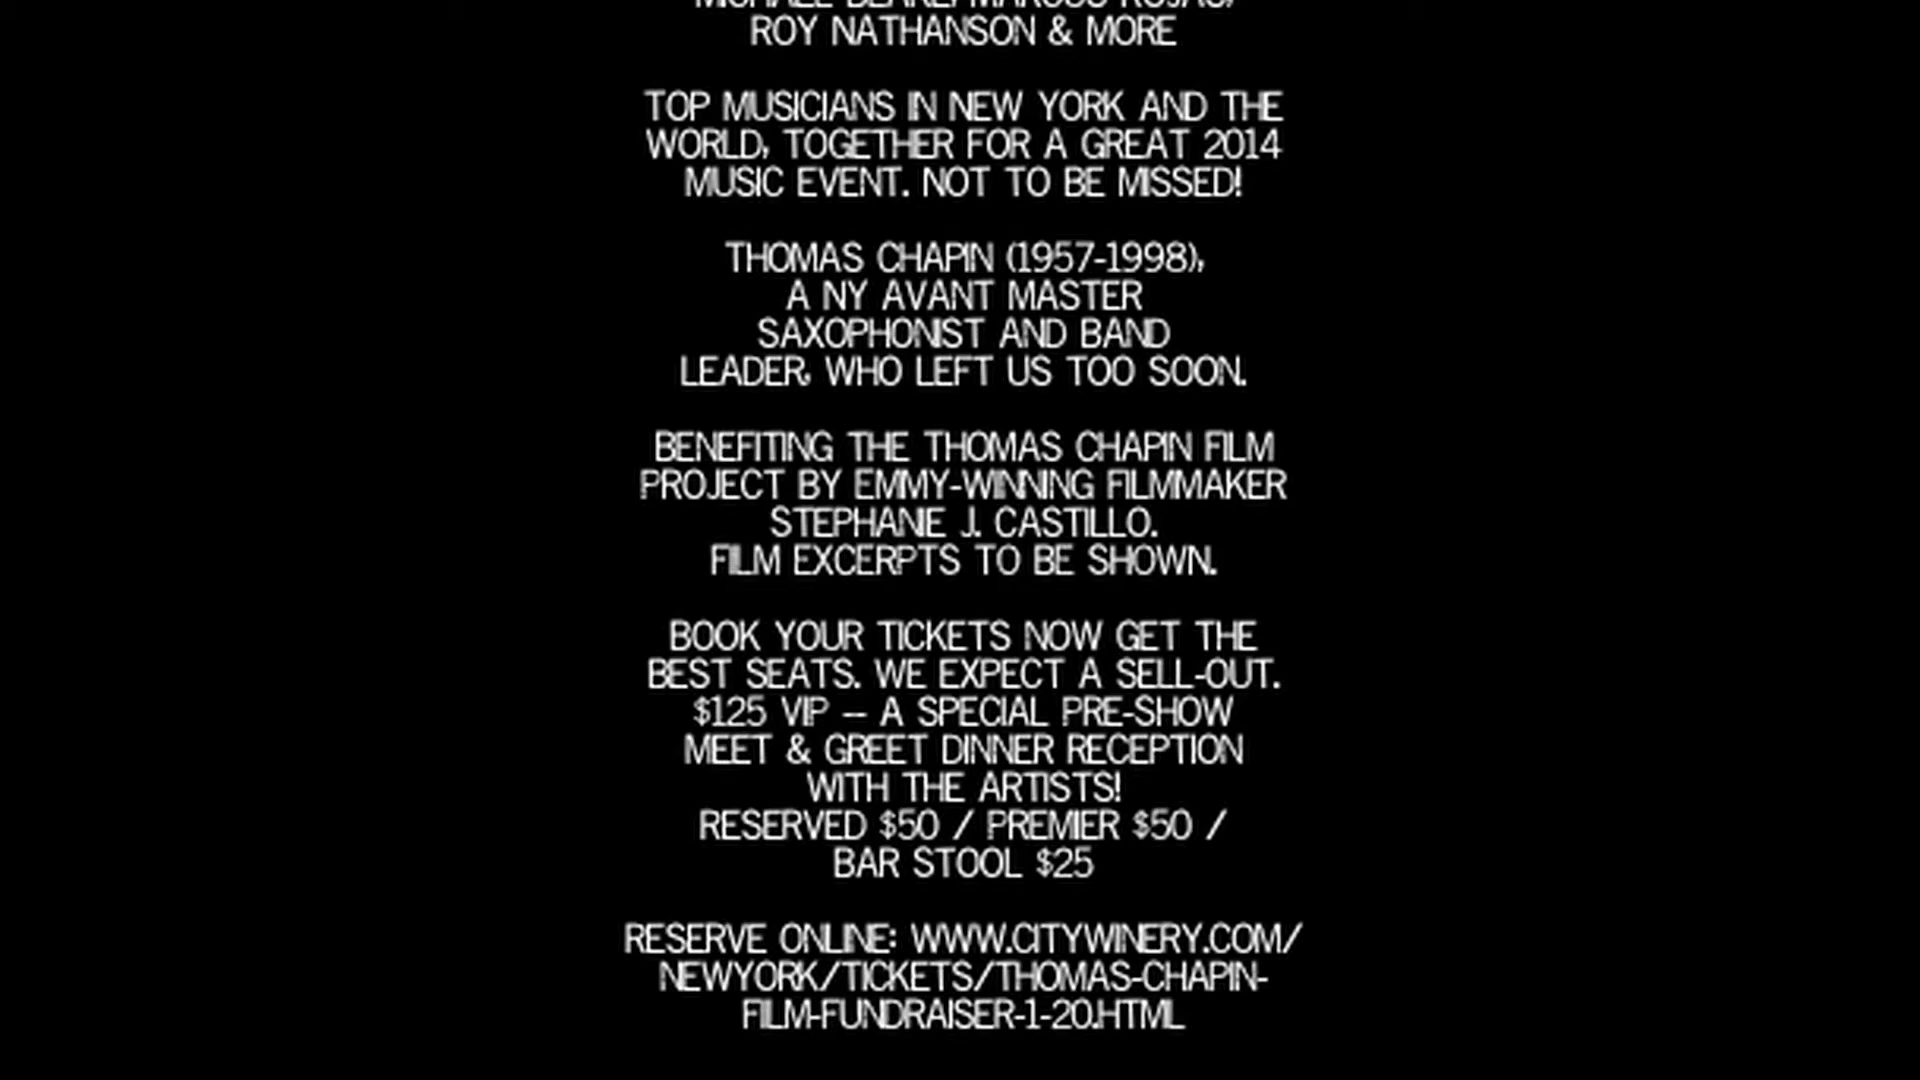 MICHAEL BLAKE, MARCUS ROJAS,
ROY NATHANSON & MORE
TOP MUSICIANS IN NEW YORK AND THE
WORLD, TOGETHER FOR A GREAT 2014
MUSIC EVENT. NOT TO BE MISSED!
THOMAS CHAPIN (1957-1998),
A NY AVANT MASTER
SAXOPHONIST AND BAND
LEADER, WHO LEFT US TOO SOON.
BENEFITING THE THOMAS CHAPIN FILM
PROJECT BY EMMY-WINNING FILMMAKER
STEPHANIE J. CASTILLO.
FILM EXCERPTS TO BE SHOWN.
BOOK YOUR TICKETS NOW GET THE
BEST SEATS. WE EXPECT A SELL-OUT.
$125 VIP – A SPECIAL PRE-SHOW
MEET & GREET DINNER RECEPTION
WITH THE ARTISTS!
RESERVED $50 / PREMIER $50 /
BAR STOOL $25
RESERVE ONLINE: WWW.CITYWINERY.COM/
NEWYORK/TICKETS/THOMAS-CHAPIN-
FILM-FUNDRAISER-1-20.HTML